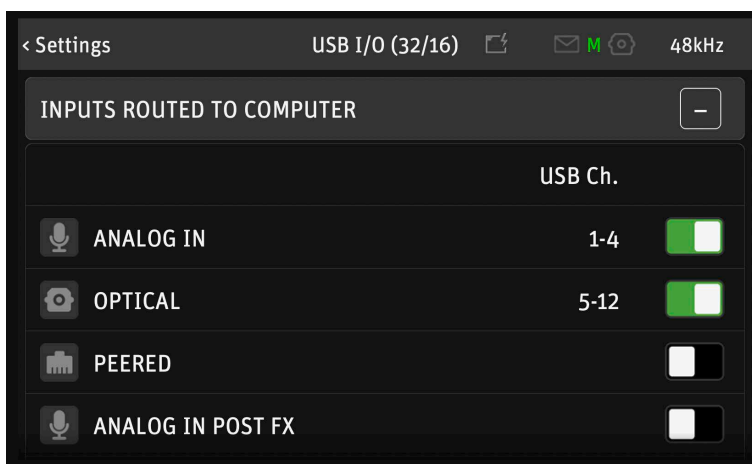 < Settings USB I/O (32/16) M 48kHz
INPUTS ROUTED TO COMPUTER –
USB Ch.
ANALOG IN 1-4
OPTICAL 5-12
PEERED
ANALOG IN POST FX